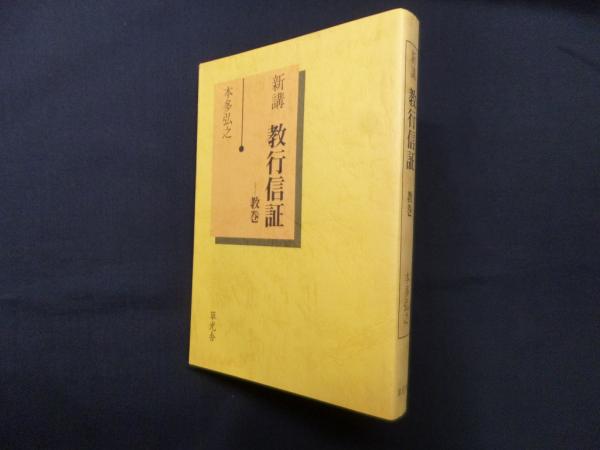 新講
教行信証
―教巻
本多弘之
草光舎
新講
教行信証
教巻
本多弘之